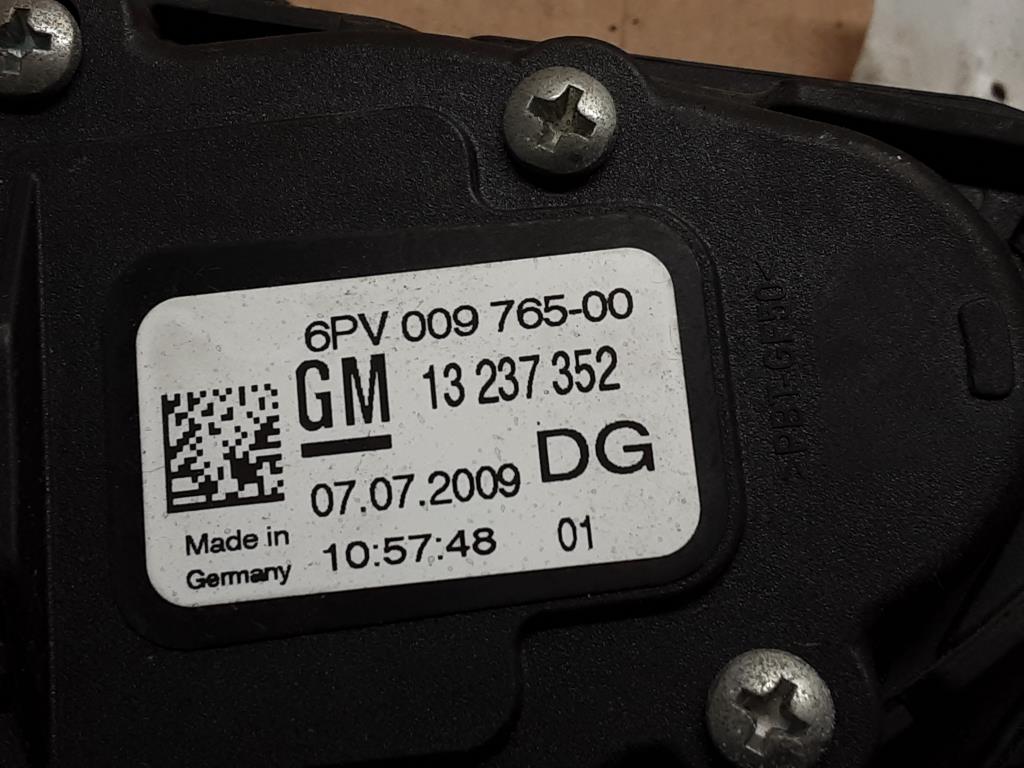 6PV 009 765-00
GM 13 237 352
07.07.2009 DG
Made in
Germany 10:57:48 01